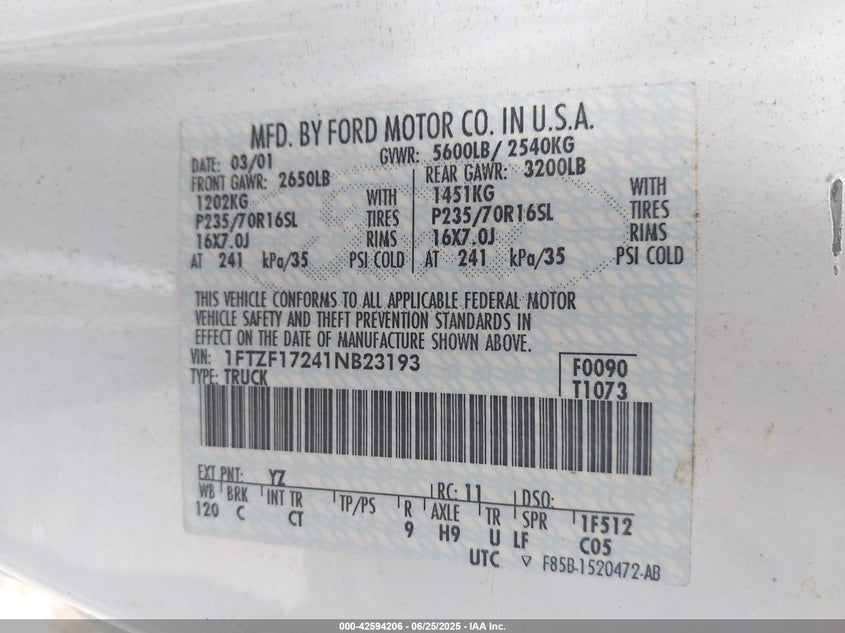 MFD. BY FORD MOTOR CO. IN U.S.A.
DATE: 03/01 GVWR: 5600LB/ 2540KG
FRONT GAWR: 2650LB REAR GAWR: 3200LB
1202KG WITH 1451KG WITH
P235/70R16SL TIRES P235/70R16SL TIRES
16X7.0J RIMS 16X7.0J RIMS
AT 241 kPa/35 PSI COLD AT 241 kPa/35 PSI COLD
THIS VEHICLE CONFORMS TO ALL APPLICABLE FEDERAL MOTOR
VEHICLE SAFETY AND THEFT PREVENTION STANDARDS IN
EFFECT ON THE DATE OF MANUFACTURE SHOWN ABOVE.
VIN: 1FTZF17241NB23193 F0090
TYPE: TRUCK T1073
EXT PNT: YZ RC: 11 DSO:
WB BRK INT TR TP/PS R AXLE TR SPR 1F512
120 C CT 9 H9 U LF C05
UTC ▽ F85B-1520472-AB
000-42594206 - 06/25/2025 - IAA Inc.